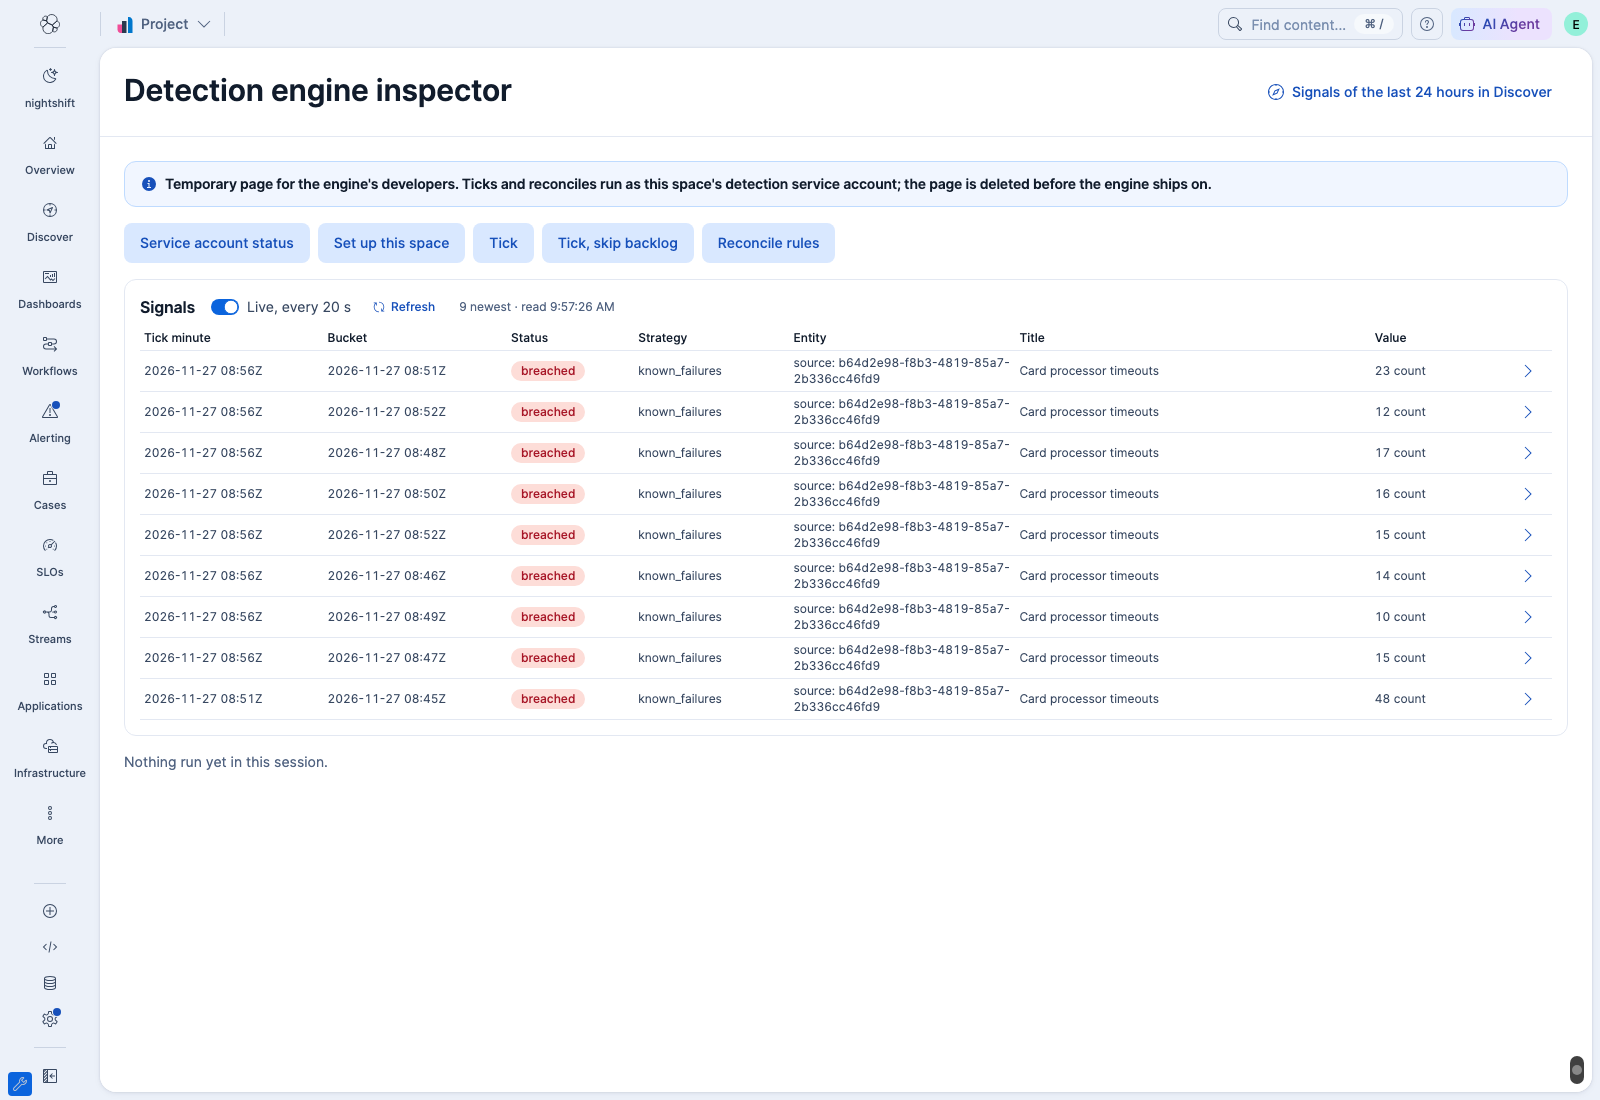 Project
Find content...
⌘ /
AI Agent
E
nightshift
Overview
Discover
Dashboards
Workflows
Alerting
Cases
SLOs
Streams
Applications
Infrastructure
More
Detection engine inspector
Signals of the last 24 hours in Discover
Temporary page for the engine's developers. Ticks and reconciles run as this space's detection service account; the page is deleted before the engine ships on.
Service account status
Set up this space
Tick
Tick, skip backlog
Reconcile rules
Signals
Live, every 20 s
Refresh
9 newest · read 9:57:26 AM
Tick minute Bucket Status Strategy Entity Title Value
2026-11-27 08:56Z 2026-11-27 08:51Z breached known_failures source: b64d2e98-f8b3-4819-85a7- Card processor timeouts 23 count
2b336cc46fd9
2026-11-27 08:56Z 2026-11-27 08:52Z breached known_failures source: b64d2e98-f8b3-4819-85a7- Card processor timeouts 12 count
2b336cc46fd9
2026-11-27 08:56Z 2026-11-27 08:48Z breached known_failures source: b64d2e98-f8b3-4819-85a7- Card processor timeouts 17 count
2b336cc46fd9
2026-11-27 08:56Z 2026-11-27 08:50Z breached known_failures source: b64d2e98-f8b3-4819-85a7- Card processor timeouts 16 count
2b336cc46fd9
2026-11-27 08:56Z 2026-11-27 08:52Z breached known_failures source: b64d2e98-f8b3-4819-85a7- Card processor timeouts 15 count
2b336cc46fd9
2026-11-27 08:56Z 2026-11-27 08:46Z breached known_failures source: b64d2e98-f8b3-4819-85a7- Card processor timeouts 14 count
2b336cc46fd9
2026-11-27 08:56Z 2026-11-27 08:49Z breached known_failures source: b64d2e98-f8b3-4819-85a7- Card processor timeouts 10 count
2b336cc46fd9
2026-11-27 08:56Z 2026-11-27 08:47Z breached known_failures source: b64d2e98-f8b3-4819-85a7- Card processor timeouts 15 count
2b336cc46fd9
2026-11-27 08:51Z 2026-11-27 08:45Z breached known_failures source: b64d2e98-f8b3-4819-85a7- Card processor timeouts 48 count
2b336cc46fd9
Nothing run yet in this session.